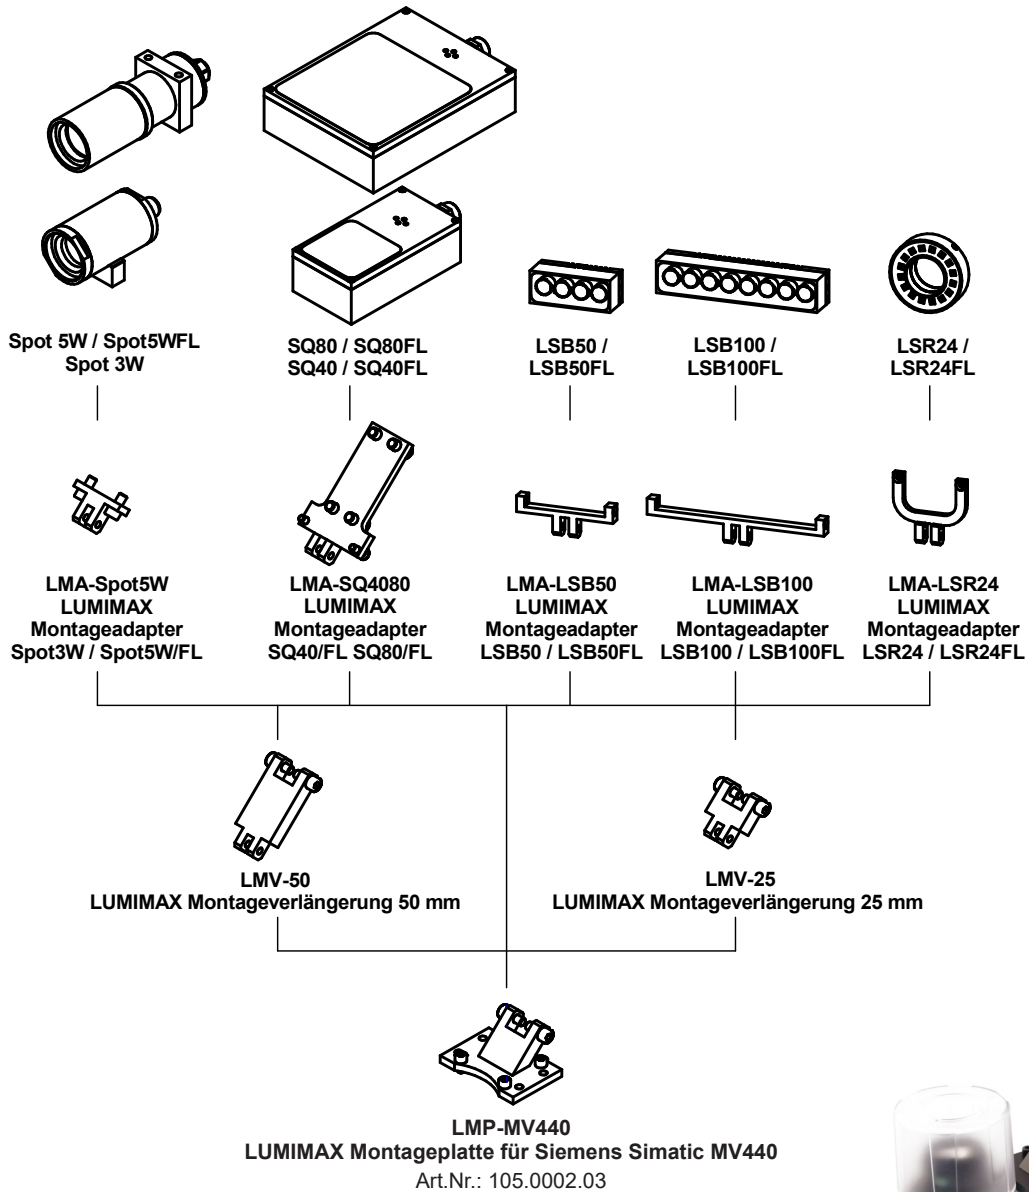 Spot 5W / Spot5WFL
Spot 3W
SQ80 / SQ80FL
SQ40 / SQ40FL
LSB50 /
LSB50FL
LSB100 /
LSB100FL
LSR24 /
LSR24FL
LMA-Spot5W
LUMIMAX
Montageadapter
Spot3W / Spot5W/FL
LMA-SQ4080
LUMIMAX
Montageadapter
SQ40/FL SQ80/FL
LMA-LSB50
LUMIMAX
Montageadapter
LSB50 / LSB50FL
LMA-LSB100
LUMIMAX
Montageadapter
LSB100 / LSB100FL
LMA-LSR24
LUMIMAX
Montageadapter
LSR24 / LSR24FL
LMV-50
LUMIMAX Montageverlängerung 50 mm
LMV-25
LUMIMAX Montageverlängerung 25 mm
LMP-MV440
LUMIMAX Montageplatte für Siemens Simatic MV440
Art.Nr.: 105.0002.03